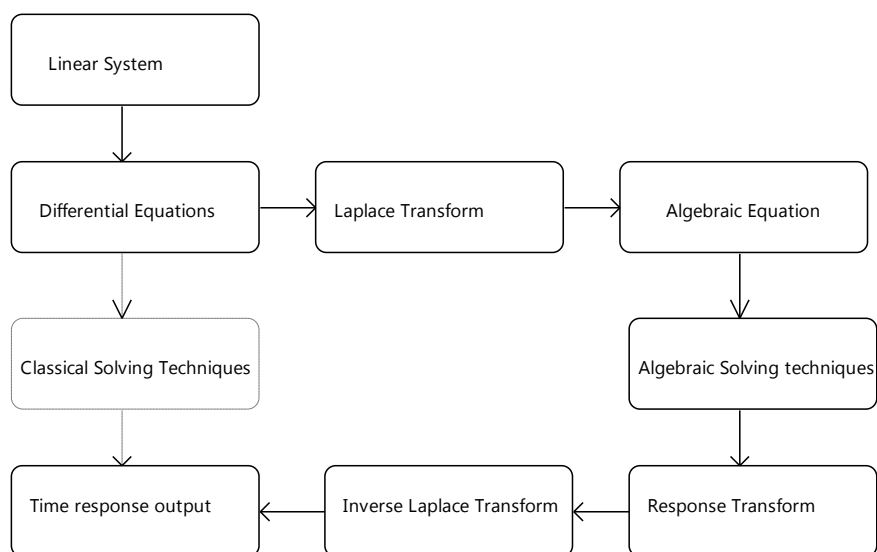 Linear System
Differential Equations
Laplace Transform
Algebraic Equation
Classical Solving Techniques
Algebraic Solving techniques
Time response output
Inverse Laplace Transform
Response Transform